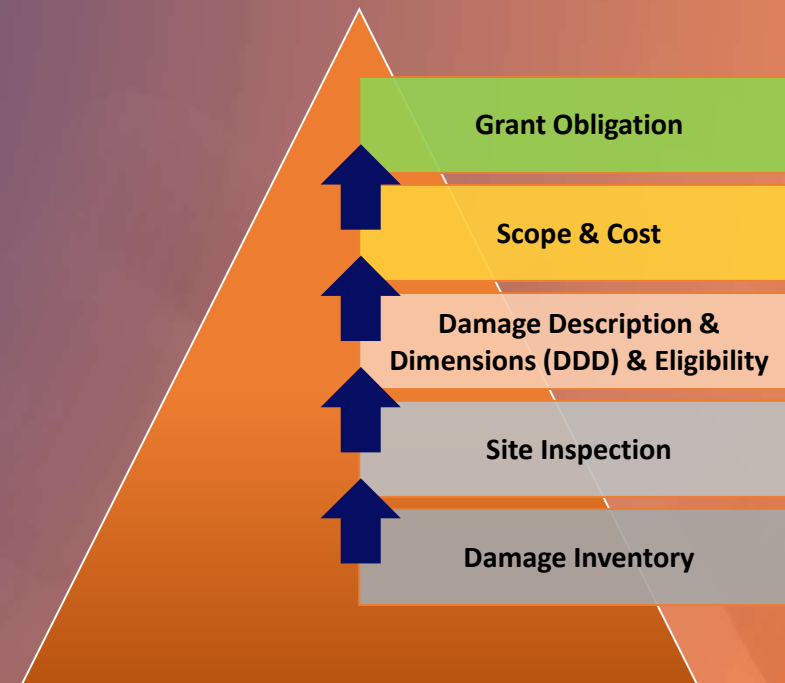 Grant Obligation
Scope & Cost
Damage Description &
Dimensions (DDD) & Eligibility
Site Inspection
Damage Inventory